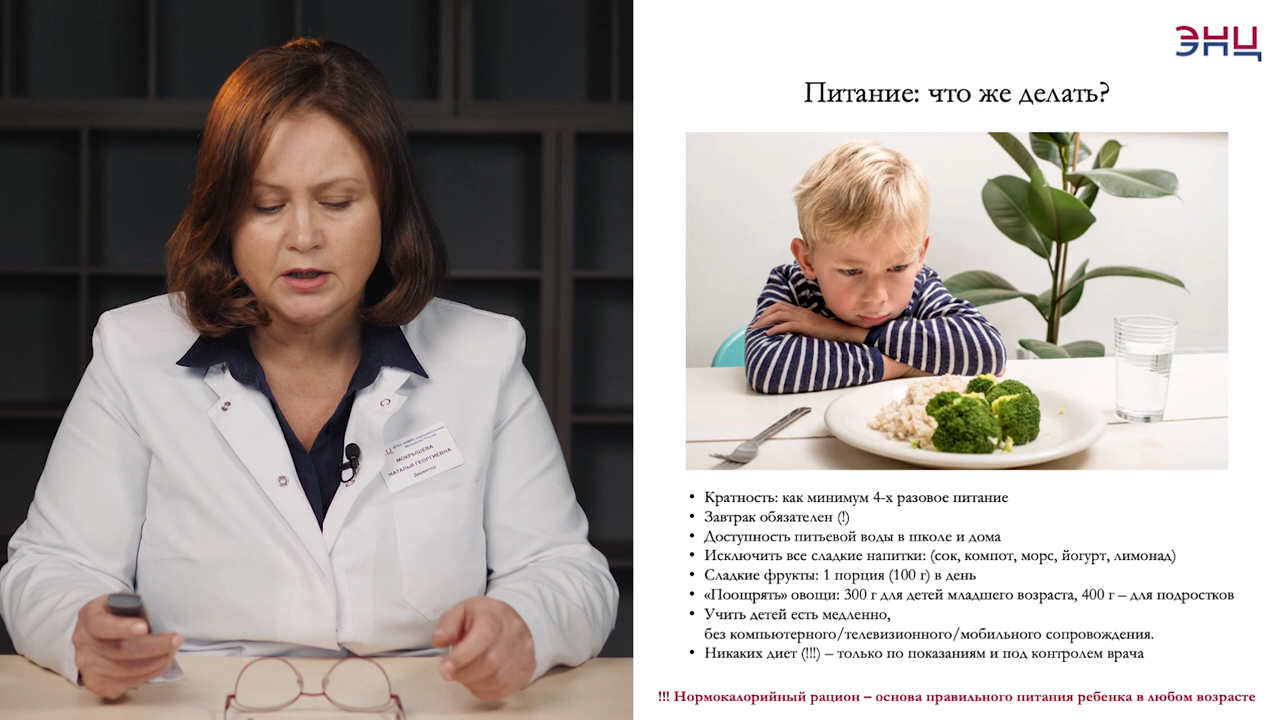 МОКРЫШЕВА
НАТАЛЬЯ ГЕОРГИЕВНА
Директор
ЭНЦ
Питание: что же делать?
• Кратность: как минимум 4-х разовое питание
• Завтрак обязателен (!)
• Доступность питьевой воды в школе и дома
• Исключить все сладкие напитки: (сок, компот, морс, йогурт, лимонад)
• Сладкие фрукты: 1 порция (100 г) в день
• «Поощрять» овощи: 300 г для детей младшего возраста, 400 г – для подростков
• Учить детей есть медленно,
без компьютерного/телевизионного/мобильного сопровождения.
• Никаких диет (!!!) – только по показаниям и под контролем врача
!!! Нормокалорийный рацион – основа правильного питания ребенка в любом возрасте